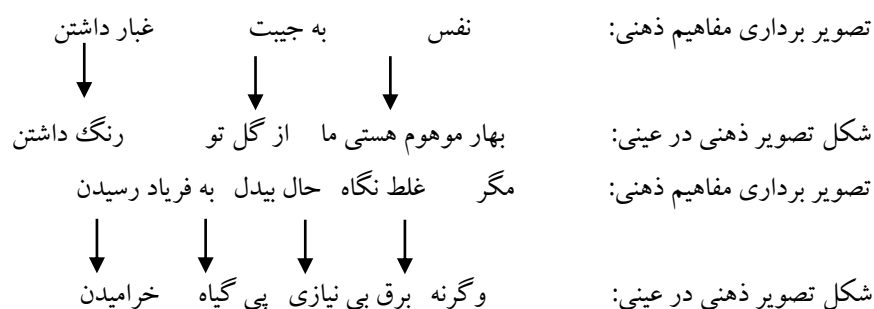 تصویر برداری مفاهیم ذهنی: نفس به جیبت غبار داشتن
شکل تصویر ذهنی در عینی: بهار موهوم هستی ما از گل تو رنگ داشتن
تصویر برداری مفاهیم ذهنی: مگر غلط نگاه حال بیدل به فریاد رسیدن
شکل تصویر ذهنی در عینی: وگرنه برق بی نیازی پی گیاه خرامیدن